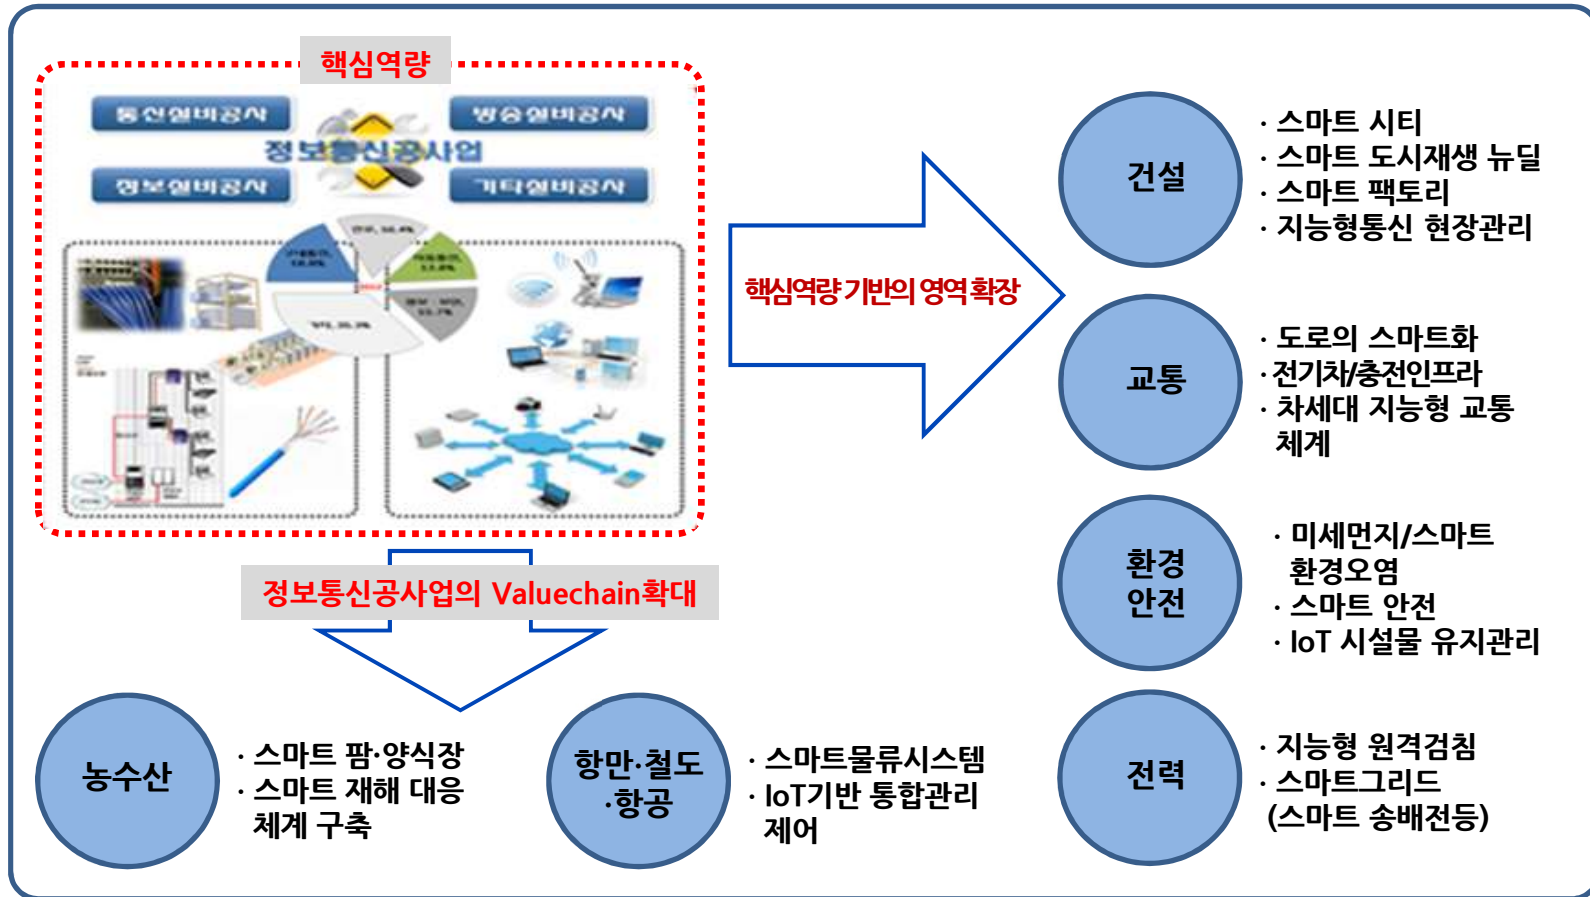 핵심역량
통신설비공사
방송설비공사
정보통신공사업
정보설비공사
기타설비공사
핵심역량 기반의 영역 확장
정보통신공사업의 Valuechain확대
건설
· 스마트 시티
· 스마트 도시재생 뉴딜
· 스마트 팩토리
· 지능형통신 현장관리
교통
· 도로의 스마트화
· 전기차/충전인프라
· 차세대 지능형 교통
체계
환경
안전
· 미세먼지/스마트
환경오염
· 스마트 안전
· IoT 시설물 유지관리
전력
· 지능형 원격검침
· 스마트그리드
(스마트 송배전등)
농수산
· 스마트 팜·양식장
· 스마트 재해 대응
체계 구축
항만·철도
·항공
· 스마트물류시스템
· IoT기반 통합관리
제어